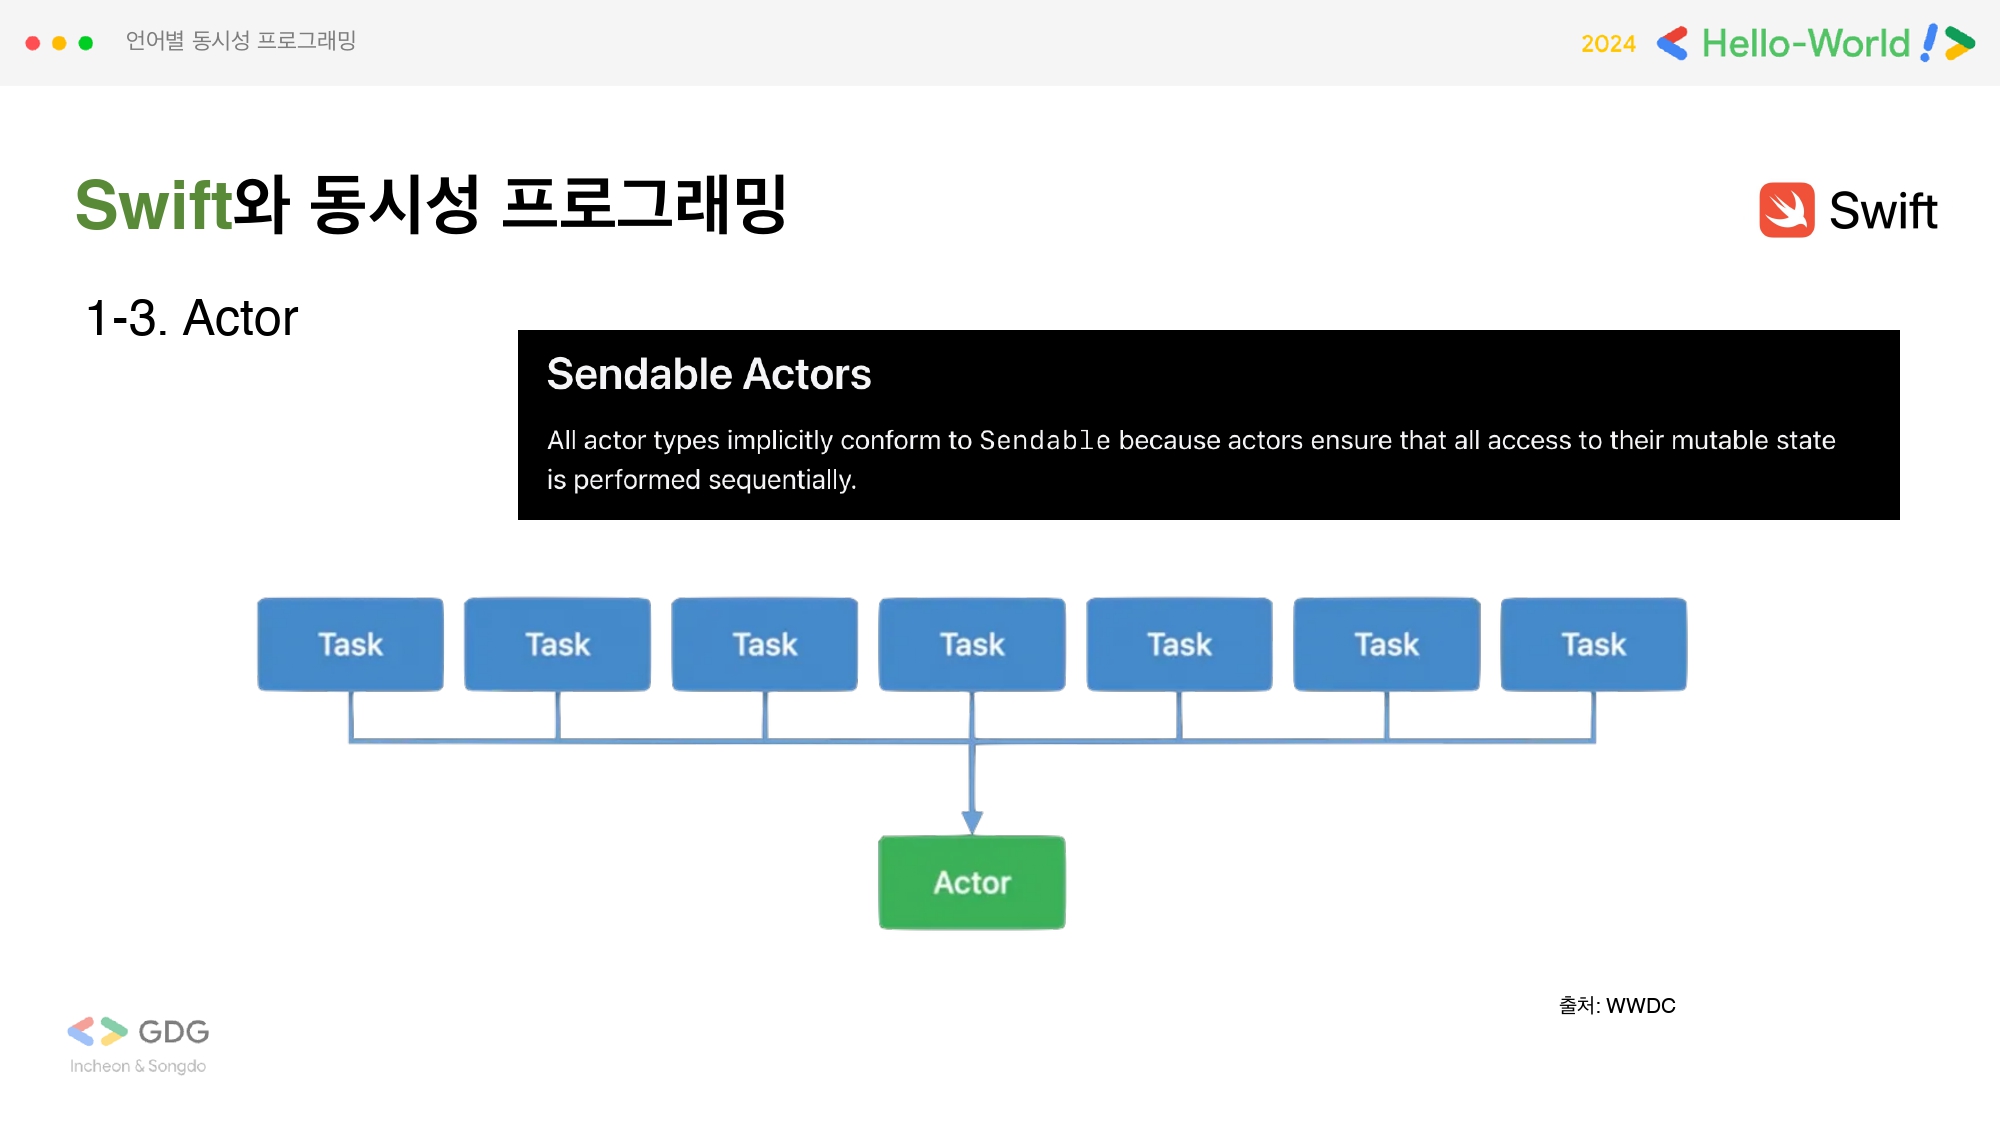 언어별 동시성 프로그래밍
2024 Hello-World!
Swift와 동시성 프로그래밍
Swift
1-3. Actor
Sendable Actors
All actor types implicitly conform to Sendable because actors ensure that all access to their mutable state
is performed sequentially.
Task Task Task Task Task Task Task
Actor
출처: WWDC
GDG
Incheon & Songdo